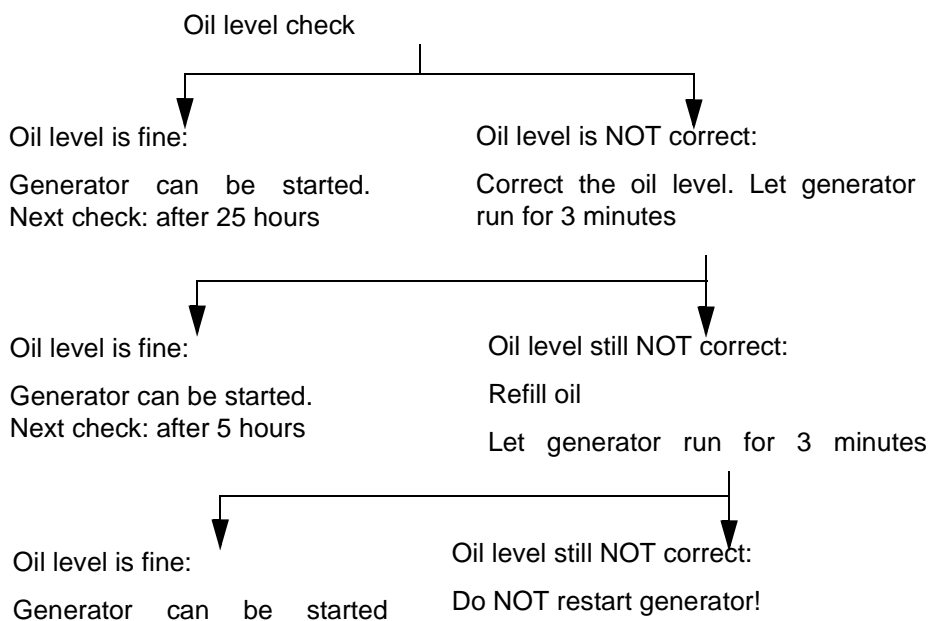 Oil level check
Oil level is fine:
Generator can be started.
Next check: after 25 hours
Oil level is NOT correct:
Correct the oil level. Let generator
run for 3 minutes
Oil level is fine:
Generator can be started.
Next check: after 5 hours
Oil level still NOT correct:
Refill oil
Let generator run for 3 minutes
Oil level is fine:
Generator can be started
Oil level still NOT correct:
Do NOT restart generator!